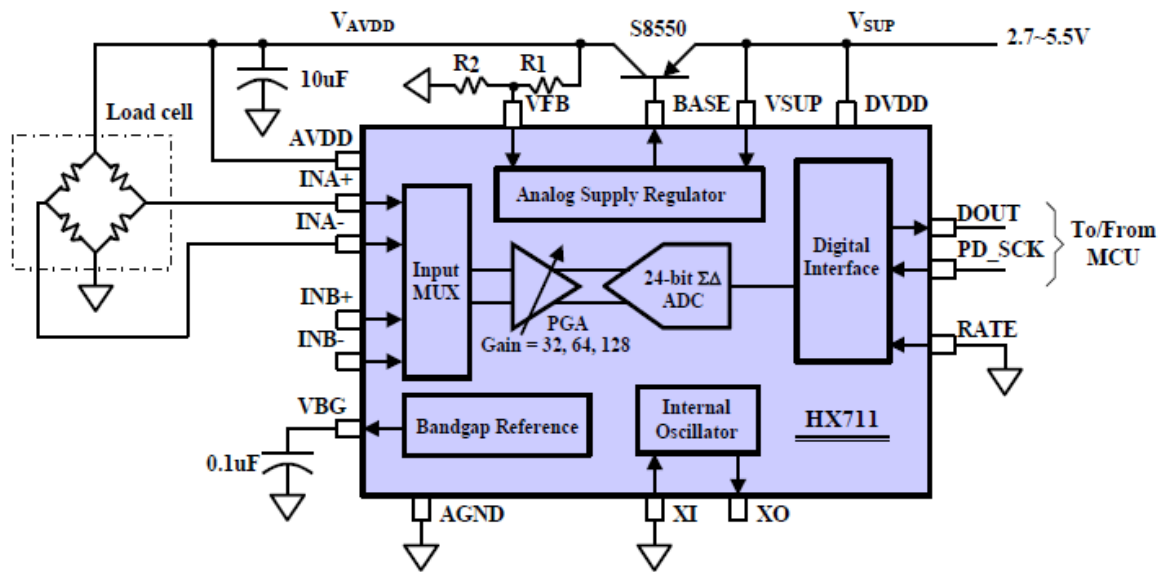 V_AVDD
S8550
V_SUP
2.7~5.5V
R2
R1
10uF
VFB
BASE
VSUP
DVDD
Load cell
AVDD
INA+
INA-
INB+
INB-
Analog Supply Regulator
Input
MUX
PGA
Gain = 32, 64, 128
24-bit ΣΔ
ADC
Digital
Interface
DOUT
PD_SCK
To/From
MCU
RATE
VBG
Bandgap Reference
Internal
Oscillator
HX711
0.1uF
AGND
XI
XO